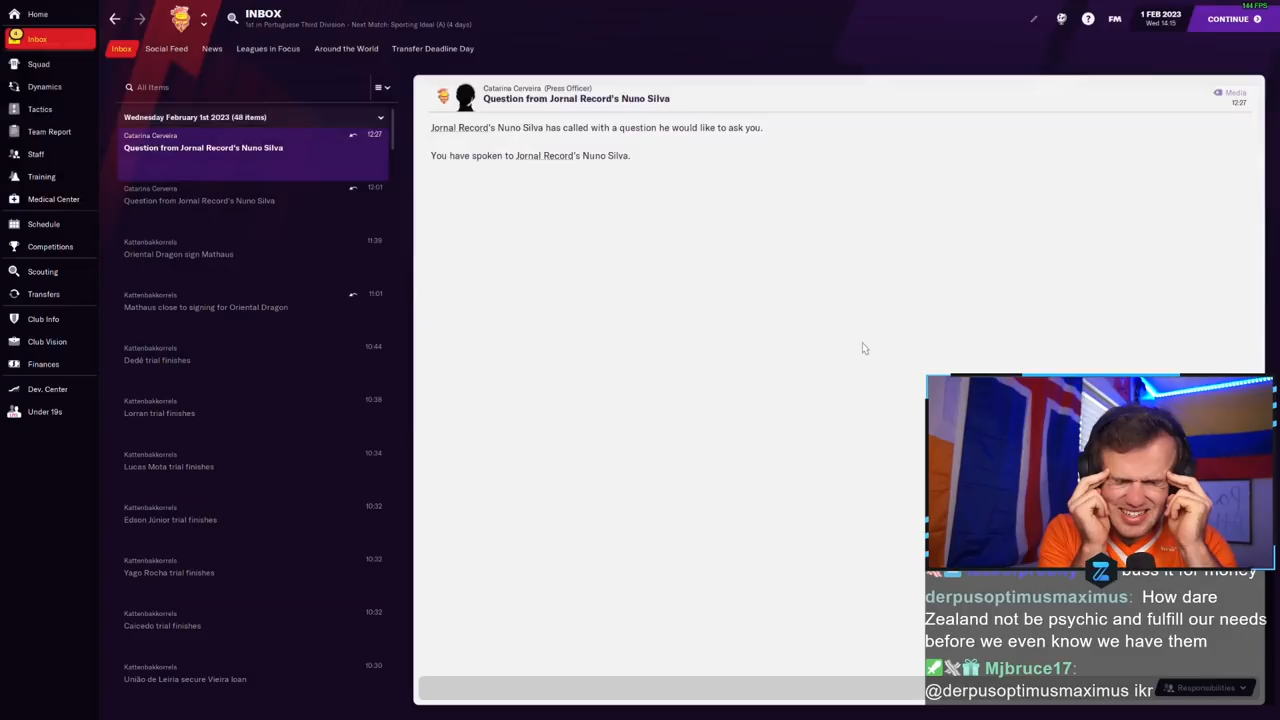 144 FPS
Home
INBOX
1st in Portuguese Third Division - Next Match: Sporting Ideal (A) (4 days)
FM
1 FEB 2023
Wed 14:15
CONTINUE
4
Inbox
Inbox
Social Feed
News
Leagues in Focus
Around the World
Transfer Deadline Day
Squad
Dynamics
Tactics
Team Report
Staff
Training
Medical Center
Schedule
Competitions
Scouting
Transfers
Club Info
Club Vision
Finances
Dev. Center
Under 19s
All Items
Wednesday February 1st 2023 (48 items)
Catarina Cerveira
12:27
Question from Jornal Record's Nuno Silva
Catarina Cerveira
12:01
Question from Jornal Record's Nuno Silva
Kattenbakkorrels
11:39
Oriental Dragon sign Mathaus
Kattenbakkorrels
11:01
Mathaus close to signing for Oriental Dragon
Kattenbakkorrels
10:44
Dedé trial finishes
Kattenbakkorrels
10:38
Lorran trial finishes
Kattenbakkorrels
10:34
Lucas Mota trial finishes
Kattenbakkorrels
10:32
Edson Júnior trial finishes
Kattenbakkorrels
10:32
Yago Rocha trial finishes
Kattenbakkorrels
10:32
Caicedo trial finishes
Kattenbakkorrels
10:30
União de Leiria secure Vieira loan
Catarina Cerveira (Press Officer)
Question from Jornal Record's Nuno Silva
Media
12:27
Jornal Record's Nuno Silva has called with a question he would like to ask you.
You have spoken to Jornal Record's Nuno Silva.
buss it for money
derpusoptimusmaximus: How dare
Zealand not be psychic and fulfill our needs
before we even know we have them
Mjbruce17:
@derpusoptimusmaximus ikr
Responsibilities